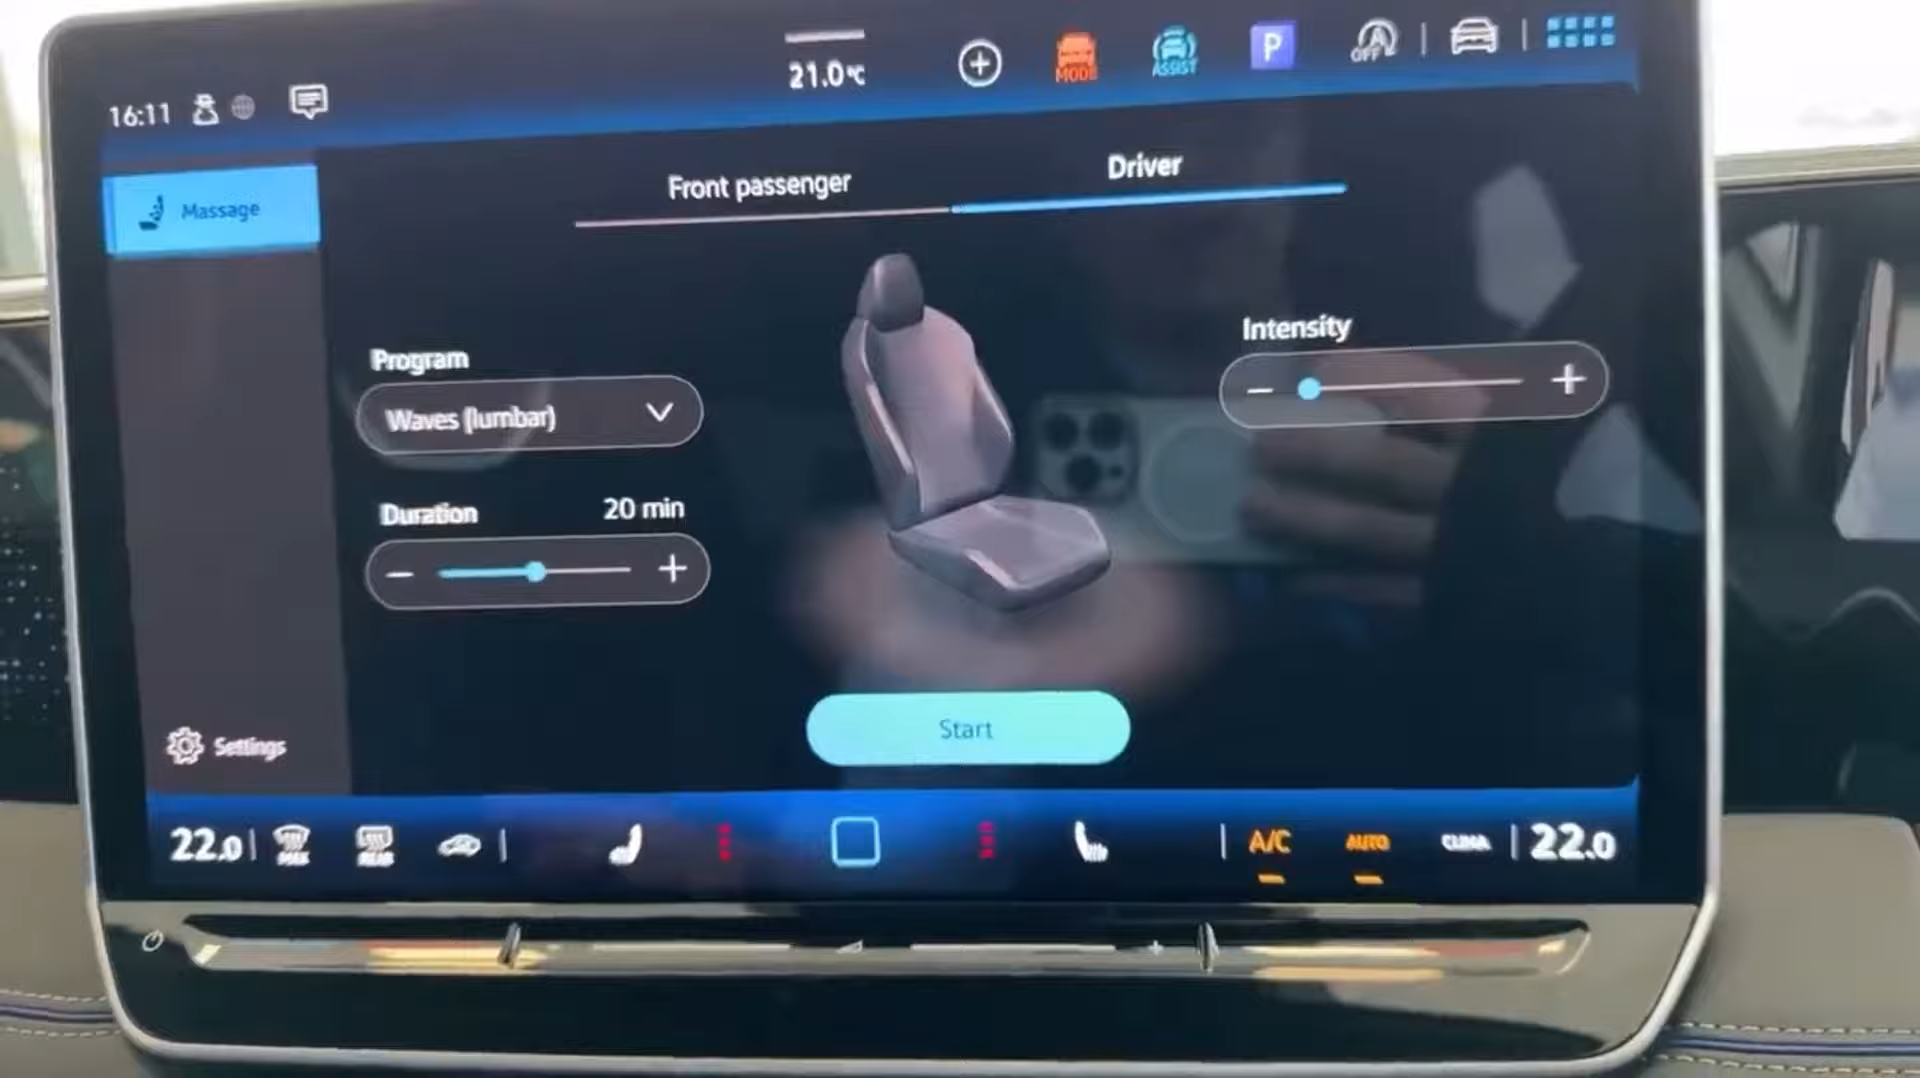 21.0°C
MODE
ASSIST
P
OFF
16:11
Massage
Front passenger
Driver
Program
Waves (lumbar)
Intensity
Duration
20 min
Start
Settings
22.0
MAX
REAR
A/C
AUTO
CLIMA
22.0